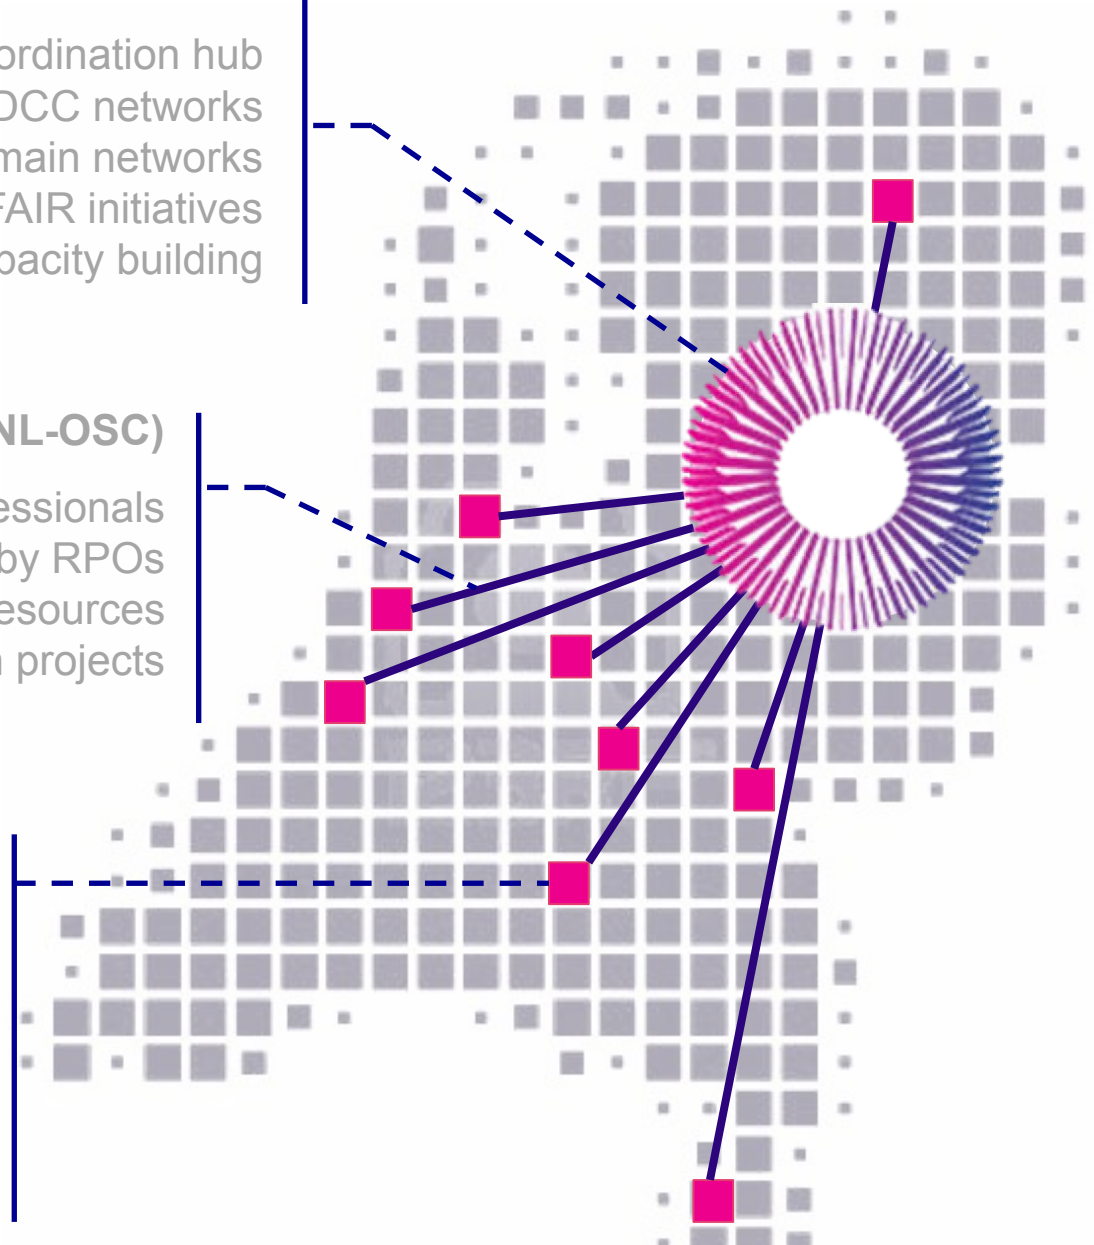 ordination hub
DCC networks
main networks
FAIR initiatives
pacity building
NL-OSC)
essionals
by RPOs
esources
projects